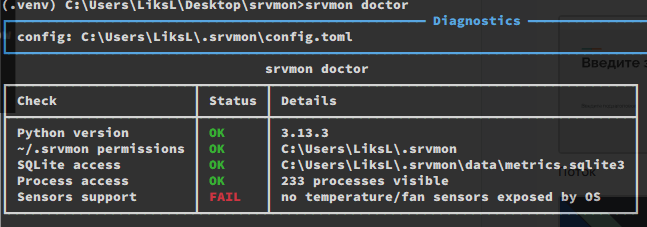 (.venv) C:\Users\LiksL\Desktop\srvmon>srvmon doctor
Diagnostics
config: C:\Users\LiksL\.srvmon\config.toml
srvmon doctor
Check Status Details
Python version OK 3.13.3
~/.srvmon permissions OK C:\Users\LiksL\.srvmon
SQLite access OK C:\Users\LiksL\.srvmon\data\metrics.sqlite3
Process access OK 233 processes visible
Sensors support FAIL no temperature/fan sensors exposed by OS
Введите